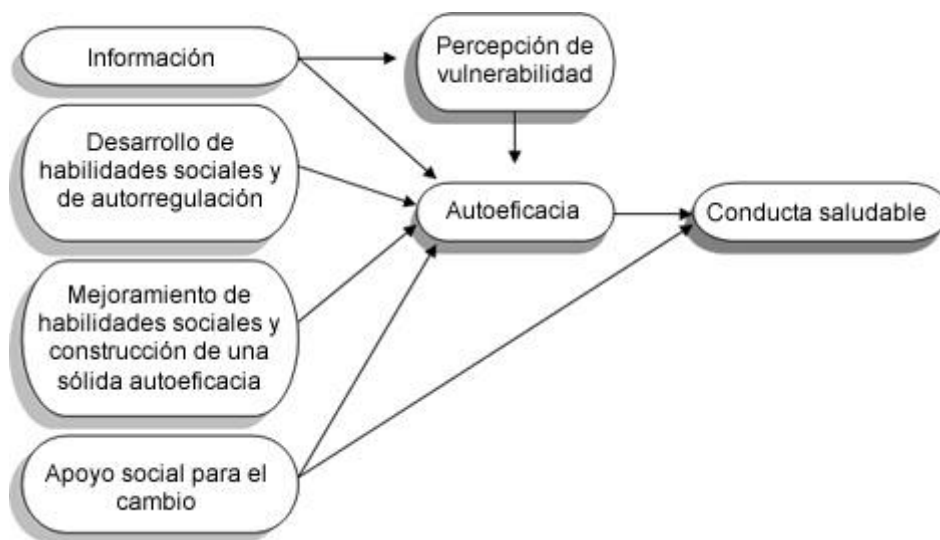 Información
Percepción de
vulnerabilidad
Desarrollo de
habilidades sociales y
de autorregulación
Autoeficacia
Conducta saludable
Mejoramiento de
habilidades sociales y
construcción de una
sólida autoeficacia
Apoyo social para el
cambio